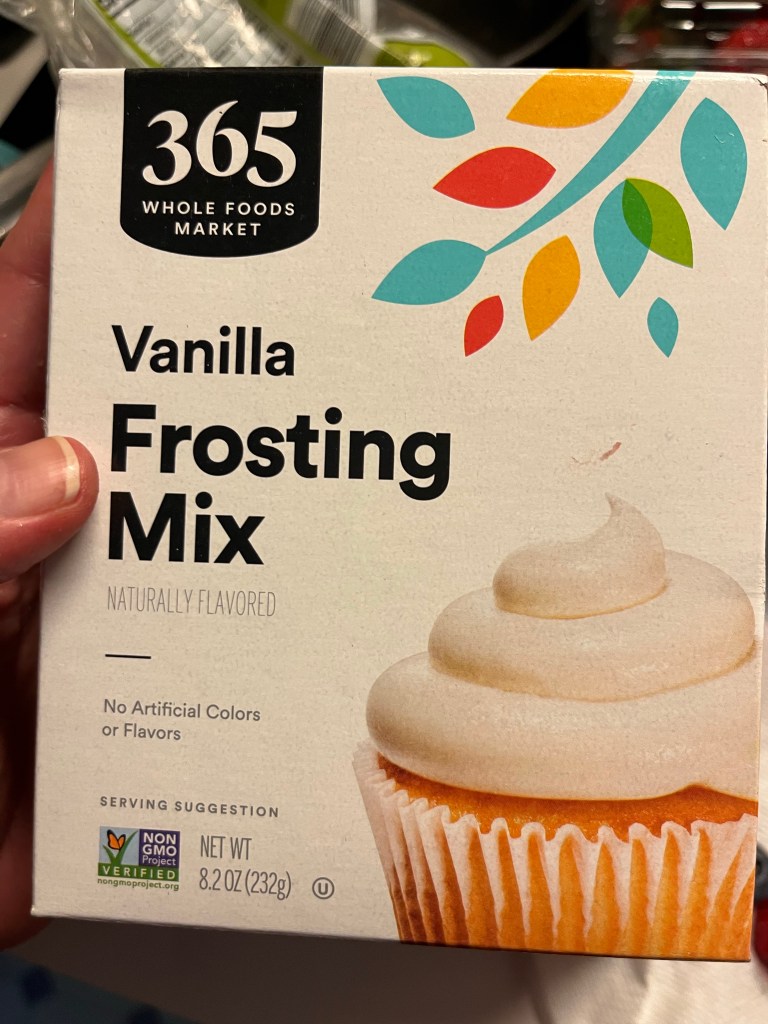 365
WHOLE FOODS
MARKET
Vanilla
Frosting
Mix
NATURALLY FLAVORED
No Artificial Colors
or Flavors
SERVING SUGGESTION
NON
GMO
Project
VERIFIED
nongmoproject.org
NET WT
8.2 OZ (232g)
U